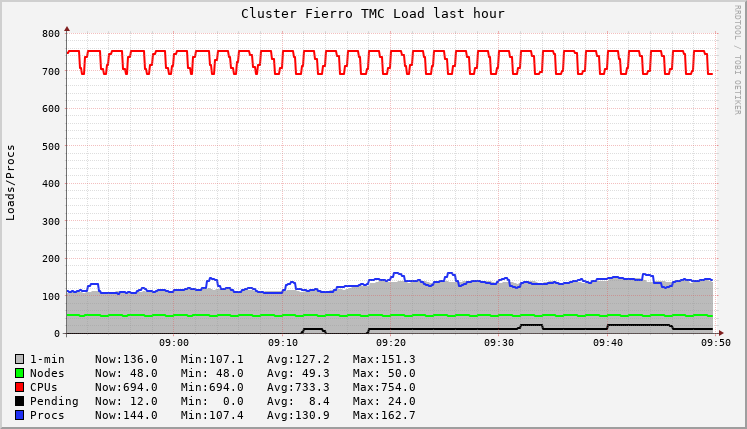 Cluster Fierro TMC Load last hour
RRDTOOL / TOBI OETIKER
Loads/Procs
800
700
600
500
400
300
200
100
0
09:00 09:10 09:20 09:30 09:40 09:50
1-min Now:136.0 Min:107.1 Avg:127.2 Max:151.3
Nodes Now: 48.0 Min: 48.0 Avg: 49.3 Max: 50.0
CPUs Now:694.0 Min:694.0 Avg:733.3 Max:754.0
Pending Now: 12.0 Min: 0.0 Avg: 8.4 Max: 24.0
Procs Now:144.0 Min:107.4 Avg:130.9 Max:162.7